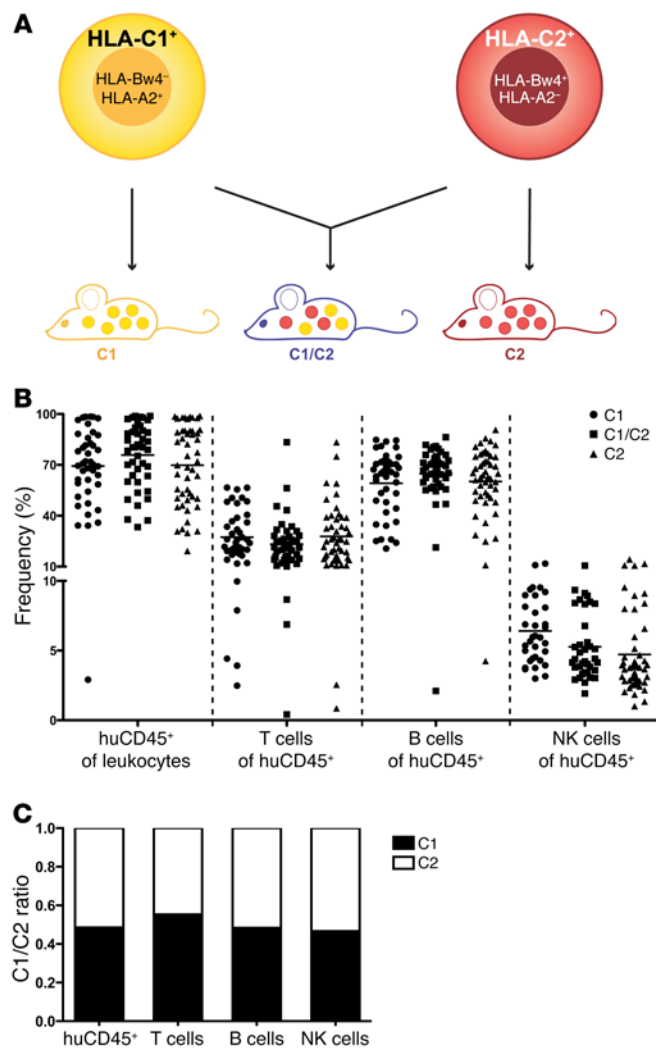 A
HLA-C1⁺
HLA-Bw4⁻
HLA-A2⁺
HLA-C2⁺
HLA-Bw4⁺
HLA-A2⁻
C1
C1/C2
C2
B
Frequency (%)
100
70
40
10
10
5
0
C1
C1/C2
C2
huCD45⁺
of leukocytes
T cells
of huCD45⁺
B cells
of huCD45⁺
NK cells
of huCD45⁺
C
C1/C2 ratio
1.0
0.8
0.6
0.4
0.2
0.0
C1
C2
huCD45⁺
T cells
B cells
NK cells